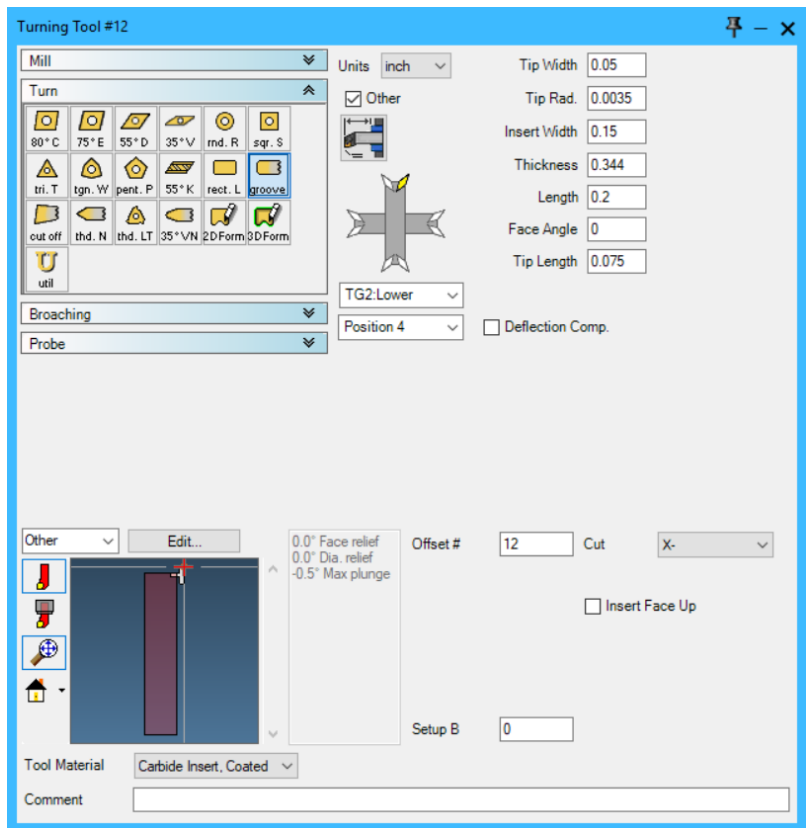 Turning Tool #12
Mill
Turn
80° C 75° E 55° D 35° V rnd. R sqr. S
tri. T tgn. W pent. P 55° K rect. L groove
cut off thd. N thd. LT 35° VN 2DForm 3DForm
util
Broaching
Probe
Units inch
Other
TG2:Lower
Position 4
Tip Width 0.05
Tip Rad. 0.0035
Insert Width 0.15
Thickness 0.344
Length 0.2
Face Angle 0
Tip Length 0.075
Deflection Comp.
Other Edit...
0.0° Face relief
0.0° Dia. relief
-0.5° Max plunge
Offset # 12 Cut X-
Insert Face Up
Setup B 0
Tool Material Carbide Insert, Coated
Comment